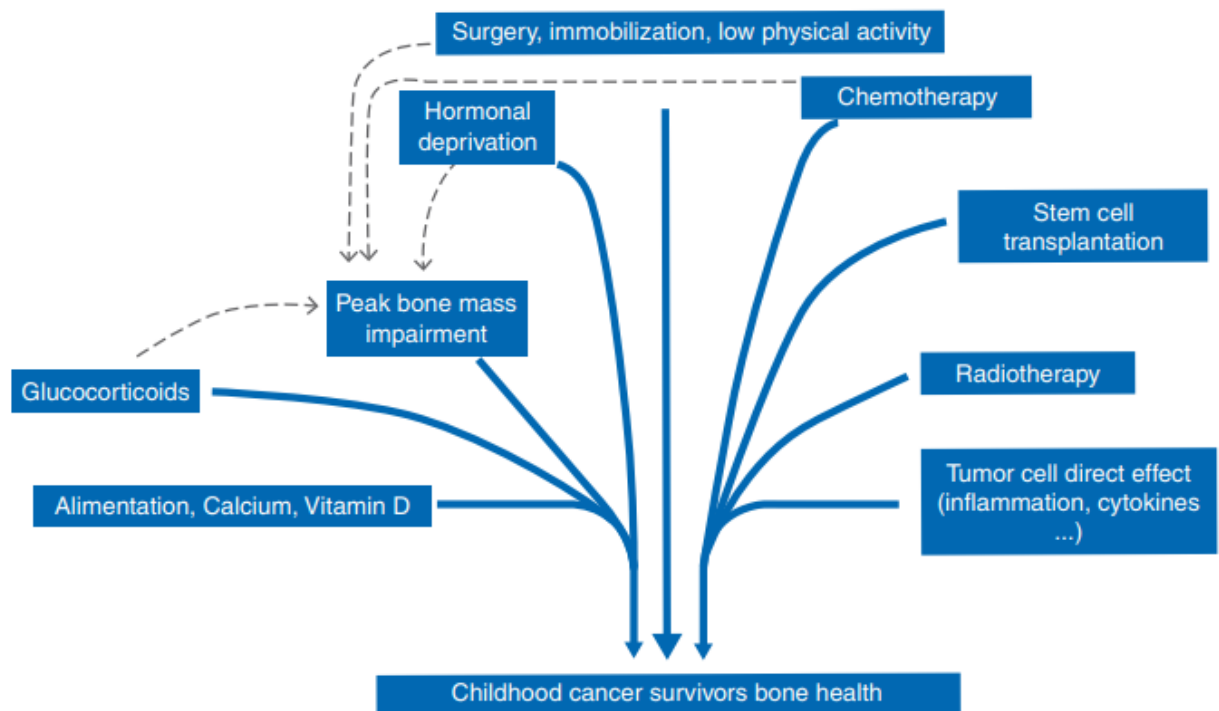 Surgery, immobilization, low physical activity
Chemotherapy
Hormonal
deprivation
Stem cell
transplantation
Peak bone mass
impairment
Radiotherapy
Glucocorticoids
Tumor cell direct effect
(inflammation, cytokines
...)
Alimentation, Calcium, Vitamin D
Childhood cancer survivors bone health